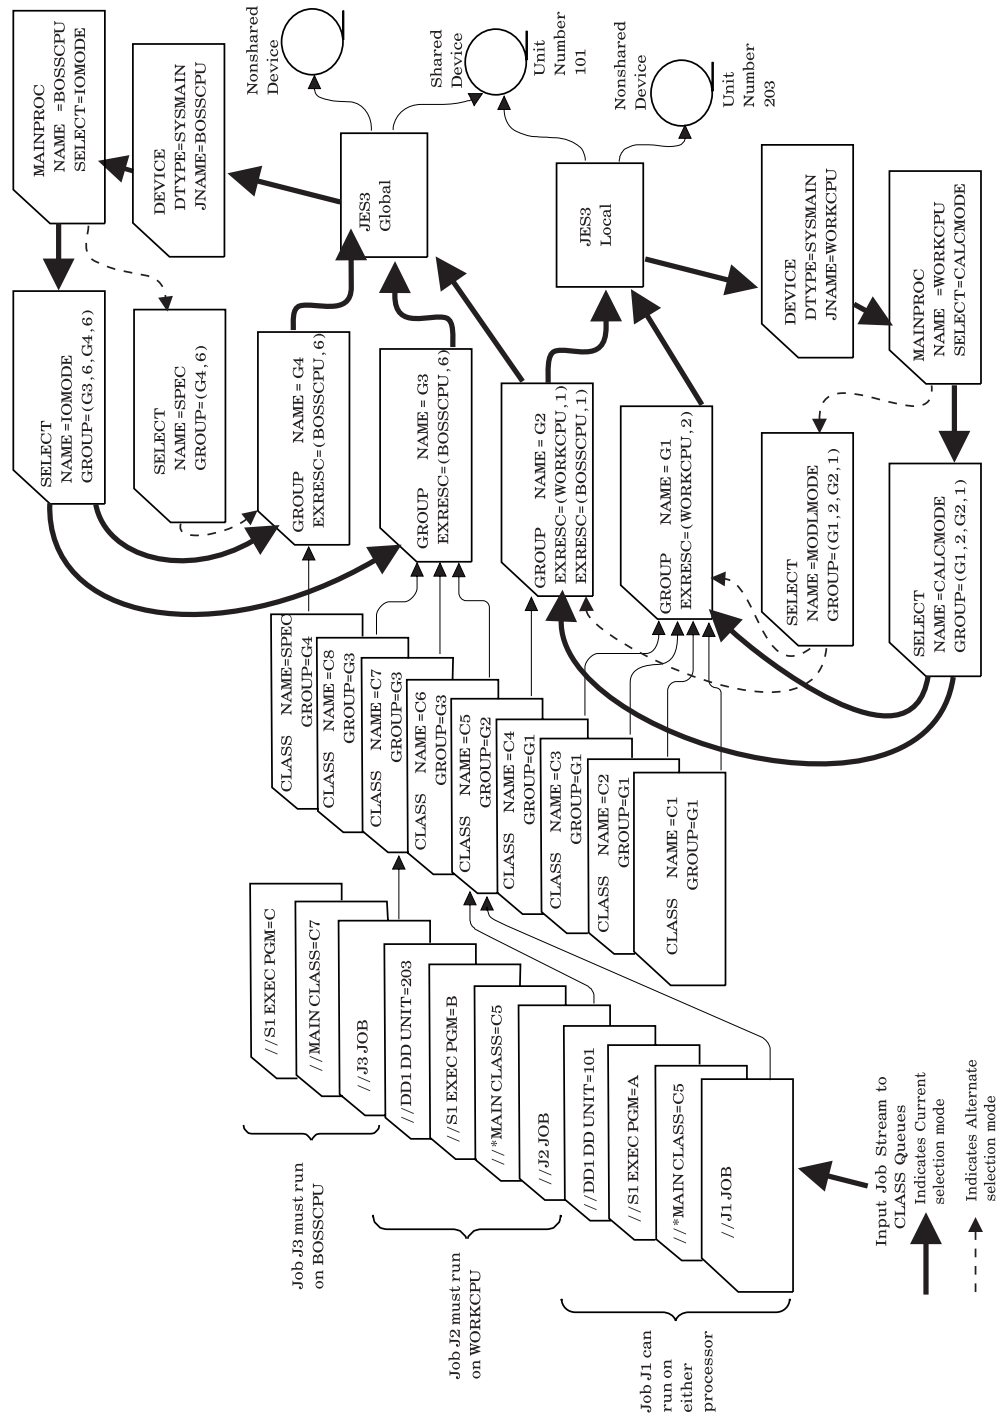 MAINPROC
NAME =BOSSCPU
SELECT=IOMODE
DEVICE
DTYPE=SYSMAIN
JNAME=BOSSCPU
Nonshared
Device
Shared
Device
Unit
Number
101
Nonshared
Device
Unit
Number
203
JES3
Global
JES3
Local
DEVICE
DTYPE=SYSMAIN
JNAME=WORKCPU
MAINPROC
NAME =WORKCPU
SELECT=CALCMODE
SELECT
NAME=IOMODE
GROUP=(G3,6,G4,6)
SELECT
NAME=SPEC
GROUP=(G4,6)
GROUP NAME = G4
EXRESC=(BOSSCPU,6)
GROUP NAME = G3
EXRESC=(BOSSCPU,6)
GROUP NAME = G2
EXRESC=(WORKCPU,1)
EXRESC=(BOSSCPU,1)
GROUP NAME = G1
EXRESC=(WORKCPU,2)
SELECT
NAME=MODLMODE
GROUP=(G1,2,G2,1)
SELECT
NAME=CALCMODE
GROUP=(G1,2,G2,1)
CLASS NAME=SPEC
GROUP=G4
CLASS NAME =C8
GROUP=G3
CLASS NAME =C7
GROUP=G3
CLASS NAME =C6
GROUP=G3
CLASS NAME =C5
GROUP=G2
CLASS NAME =C4
GROUP=G1
CLASS NAME =C3
GROUP=G1
CLASS NAME =C2
GROUP=G1
CLASS NAME =C1
GROUP=G1
//S1 EXEC PGM=C
//MAIN CLASS=C7
//J3 JOB
//DD1 DD UNIT=203
//S1 EXEC PGM=B
//*MAIN CLASS=C5
//J2 JOB
//DD1 DD UNIT=101
//S1 EXEC PGM=A
//*MAIN CLASS=C5
//J1 JOB
Job J3 must run
on BOSSCPU
Job J2 must run
on WORKCPU
Job J1 can
run on
either
processor
Input Job Stream to
CLASS Queues
Indicates Current
selection mode
Indicates Alternate
selection mode